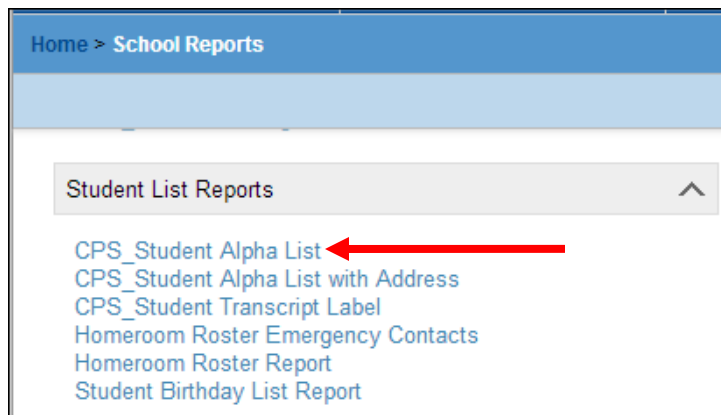 Home > School Reports
Student List Reports
CPS_Student Alpha List
CPS_Student Alpha List with Address
CPS_Student Transcript Label
Homeroom Roster Emergency Contacts
Homeroom Roster Report
Student Birthday List Report